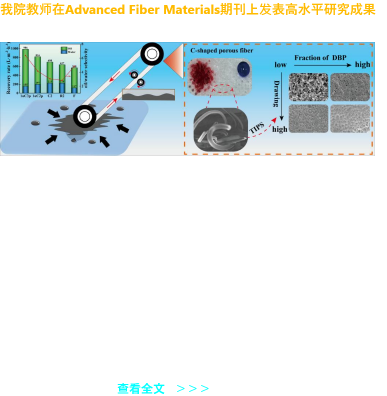 我院教师在Advanced Fiber Materials期刊上发表高水平研究成果
C-shaped porous fiber
Fraction of DBP
low
high
Drawing
TIPS
high
查看全文 >>>